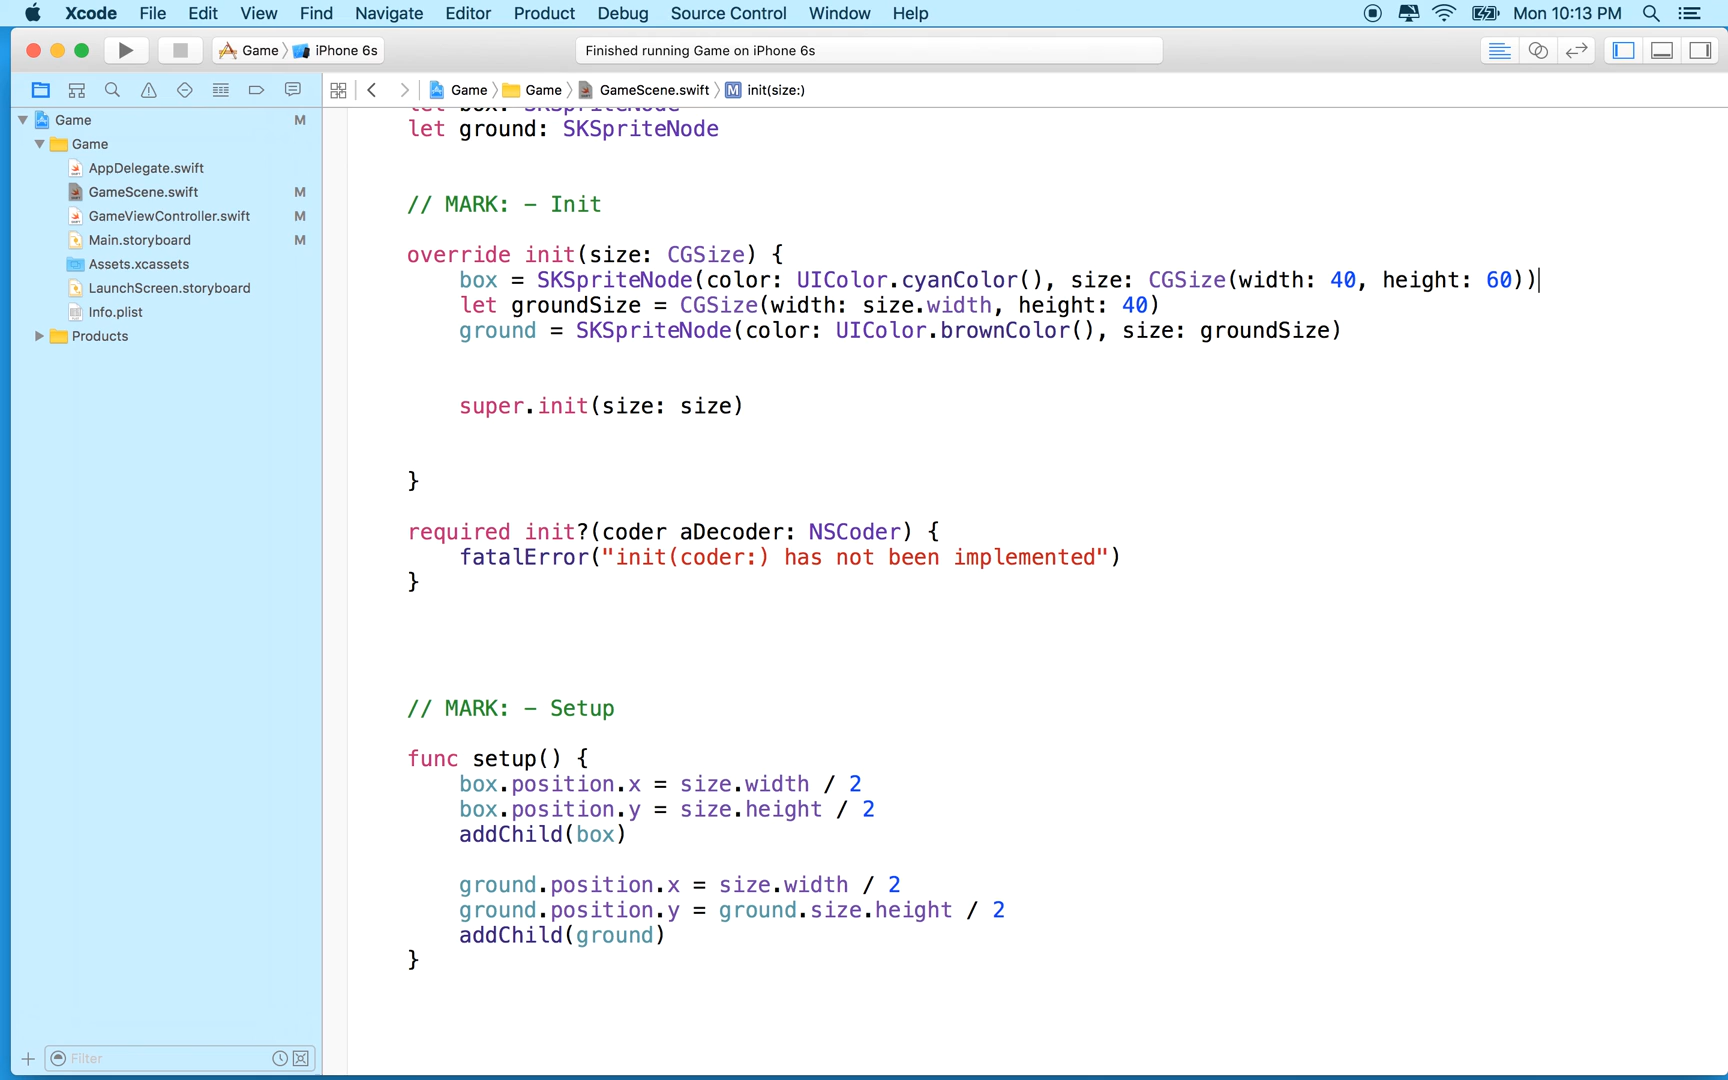 Xcode File Edit View Find Navigate Editor Product Debug Source Control Window Help Mon 10:13 PM
Game iPhone 6s Finished running Game on iPhone 6s
Game Game GameScene.swift M init(size:)
Game M
Game
AppDelegate.swift
GameScene.swift M
GameViewController.swift M
Main.storyboard M
Assets.xcassets
LaunchScreen.storyboard
Info.plist
Products
Filter
let box: SKSpriteNode
let ground: SKSpriteNode
// MARK: - Init
override init(size: CGSize) {
box = SKSpriteNode(color: UIColor.cyanColor(), size: CGSize(width: 40, height: 60))
let groundSize = CGSize(width: size.width, height: 40)
ground = SKSpriteNode(color: UIColor.brownColor(), size: groundSize)
super.init(size: size)
}
required init?(coder aDecoder: NSCoder) {
fatalError("init(coder:) has not been implemented")
}
// MARK: - Setup
func setup() {
box.position.x = size.width / 2
box.position.y = size.height / 2
addChild(box)
ground.position.x = size.width / 2
ground.position.y = ground.size.height / 2
addChild(ground)
}